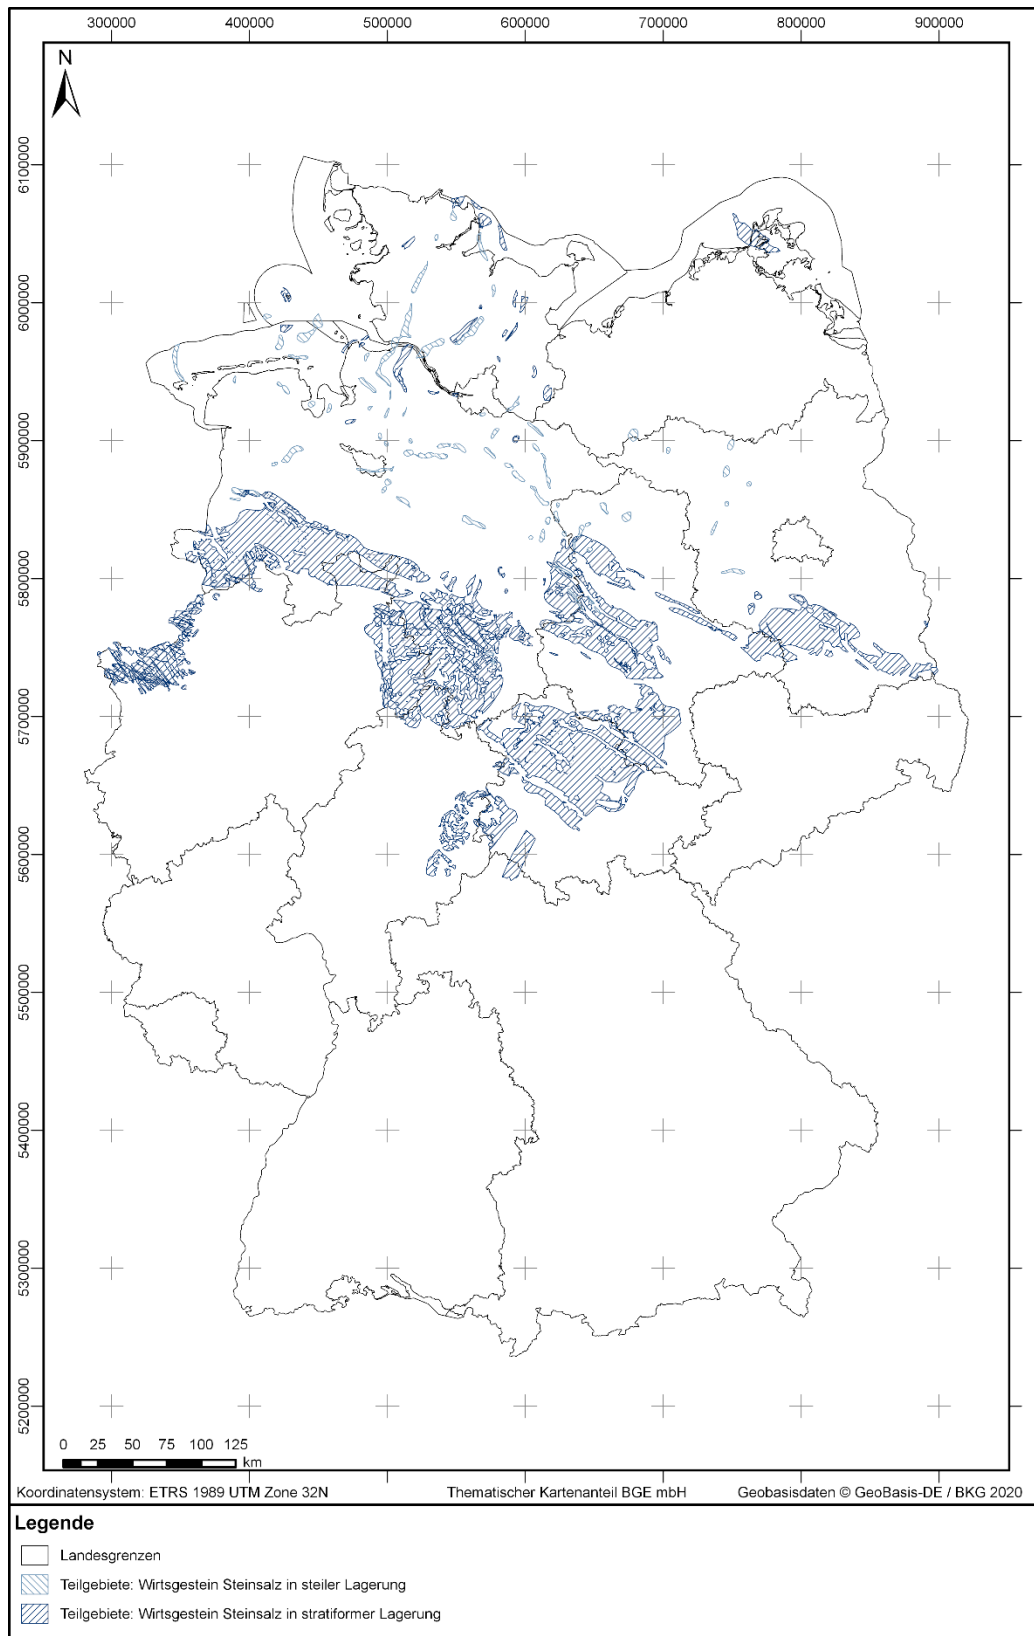 300000 400000 500000 600000 700000 800000 900000
N
6100000
6000000
5900000
5800000
5700000
5600000
5500000
5400000
5300000
5200000
0 25 50 75 100 125
km
Koordinatensystem: ETRS 1989 UTM Zone 32N Thematischer Kartenanteil BGE mbH Geobasisdaten © GeoBasis-DE / BKG 2020
Legende
Landesgrenzen
Teilgebiete: Wirtsgestein Steinsalz in steiler Lagerung
Teilgebiete: Wirtsgestein Steinsalz in stratiformer Lagerung